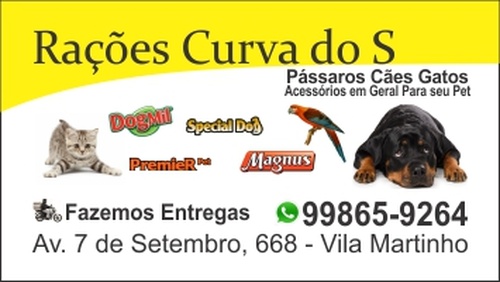 Rações Curva do S
Pássaros Cães Gatos
Acessórios em Geral Para seu Pet
DogMil
Special Dog
PremieR Pet
Magnus
Fazemos Entregas
99865-9264
Av. 7 de Setembro, 668 - Vila Martinho